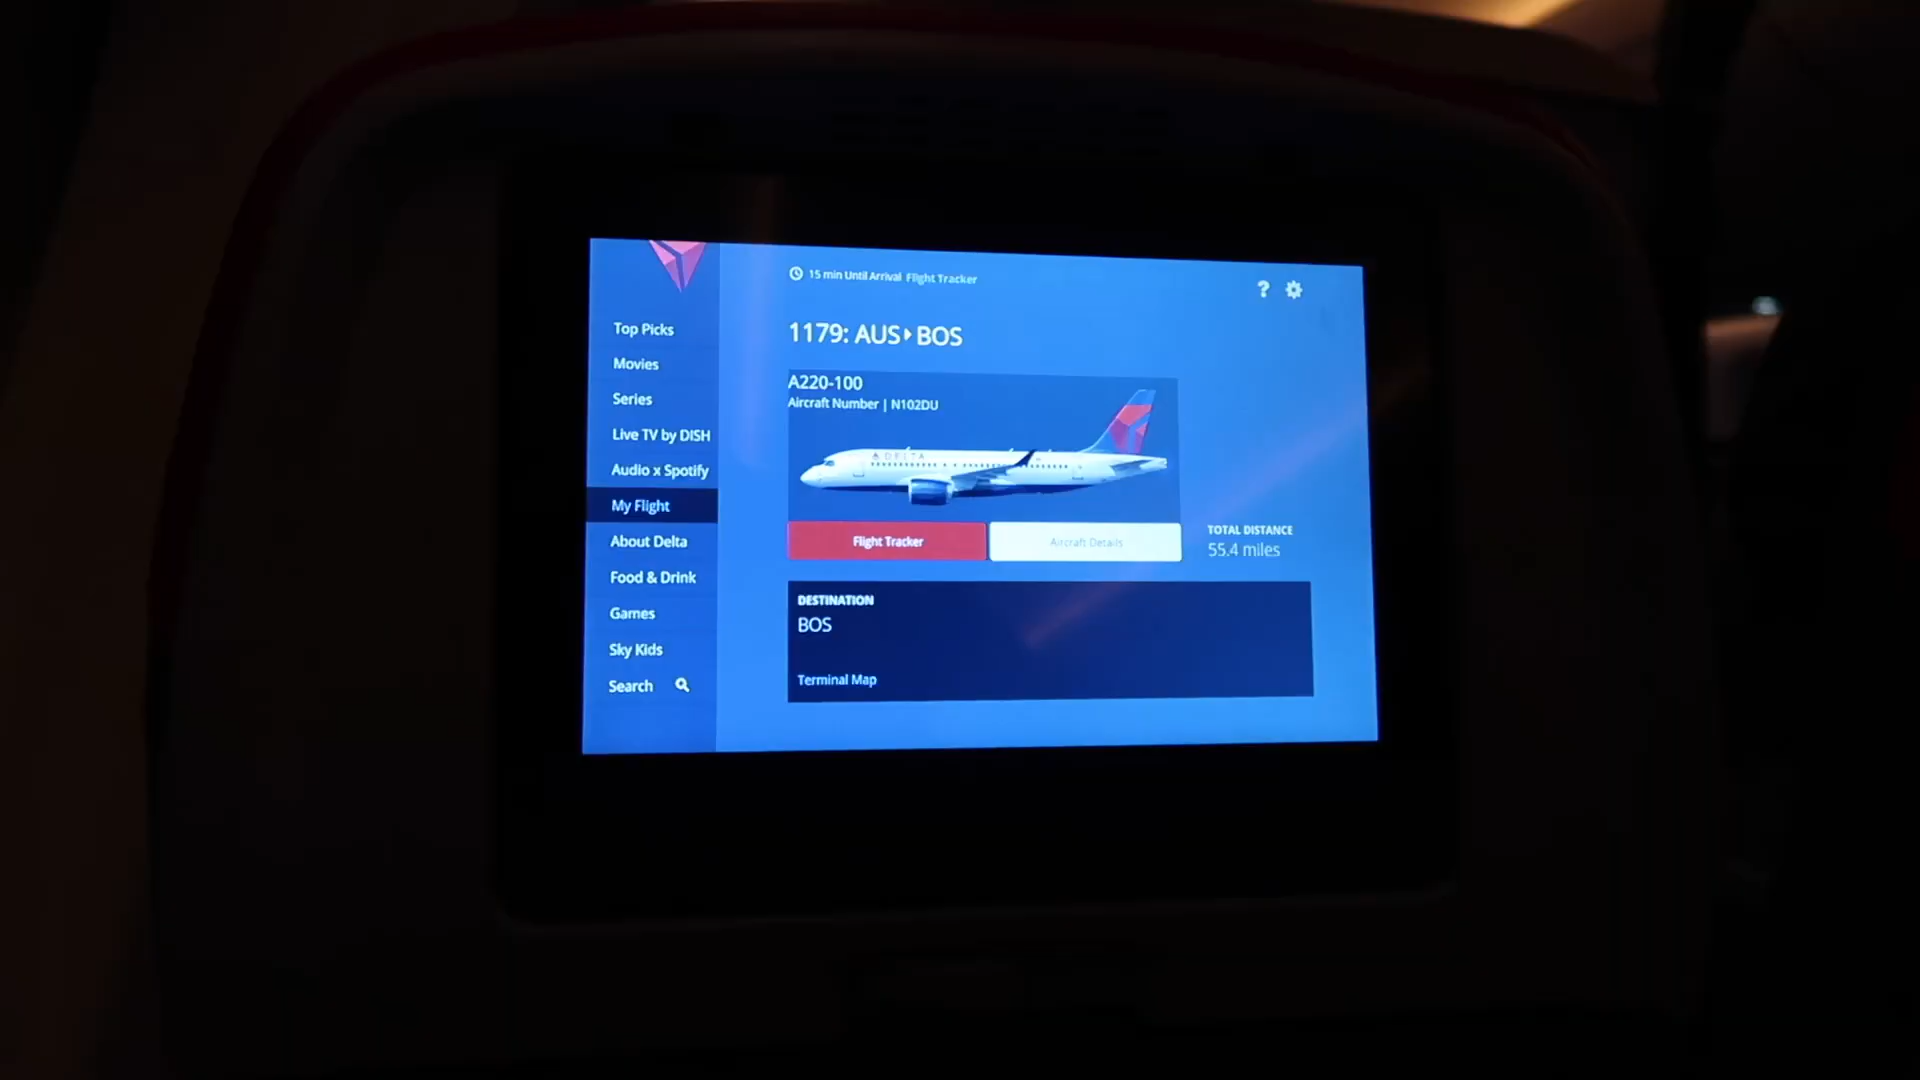 15 min Until Arrival Flight Tracker
?
1179: AUS▸BOS
Top Picks
Movies
Series
Live TV by DISH
Audio x Spotify
My Flight
About Delta
Food & Drink
Games
Sky Kids
Search
A220-100
Aircraft Number | N102DU
DELTA
Flight Tracker
Aircraft Details
TOTAL DISTANCE
55.4 miles
DESTINATION
BOS
Terminal Map